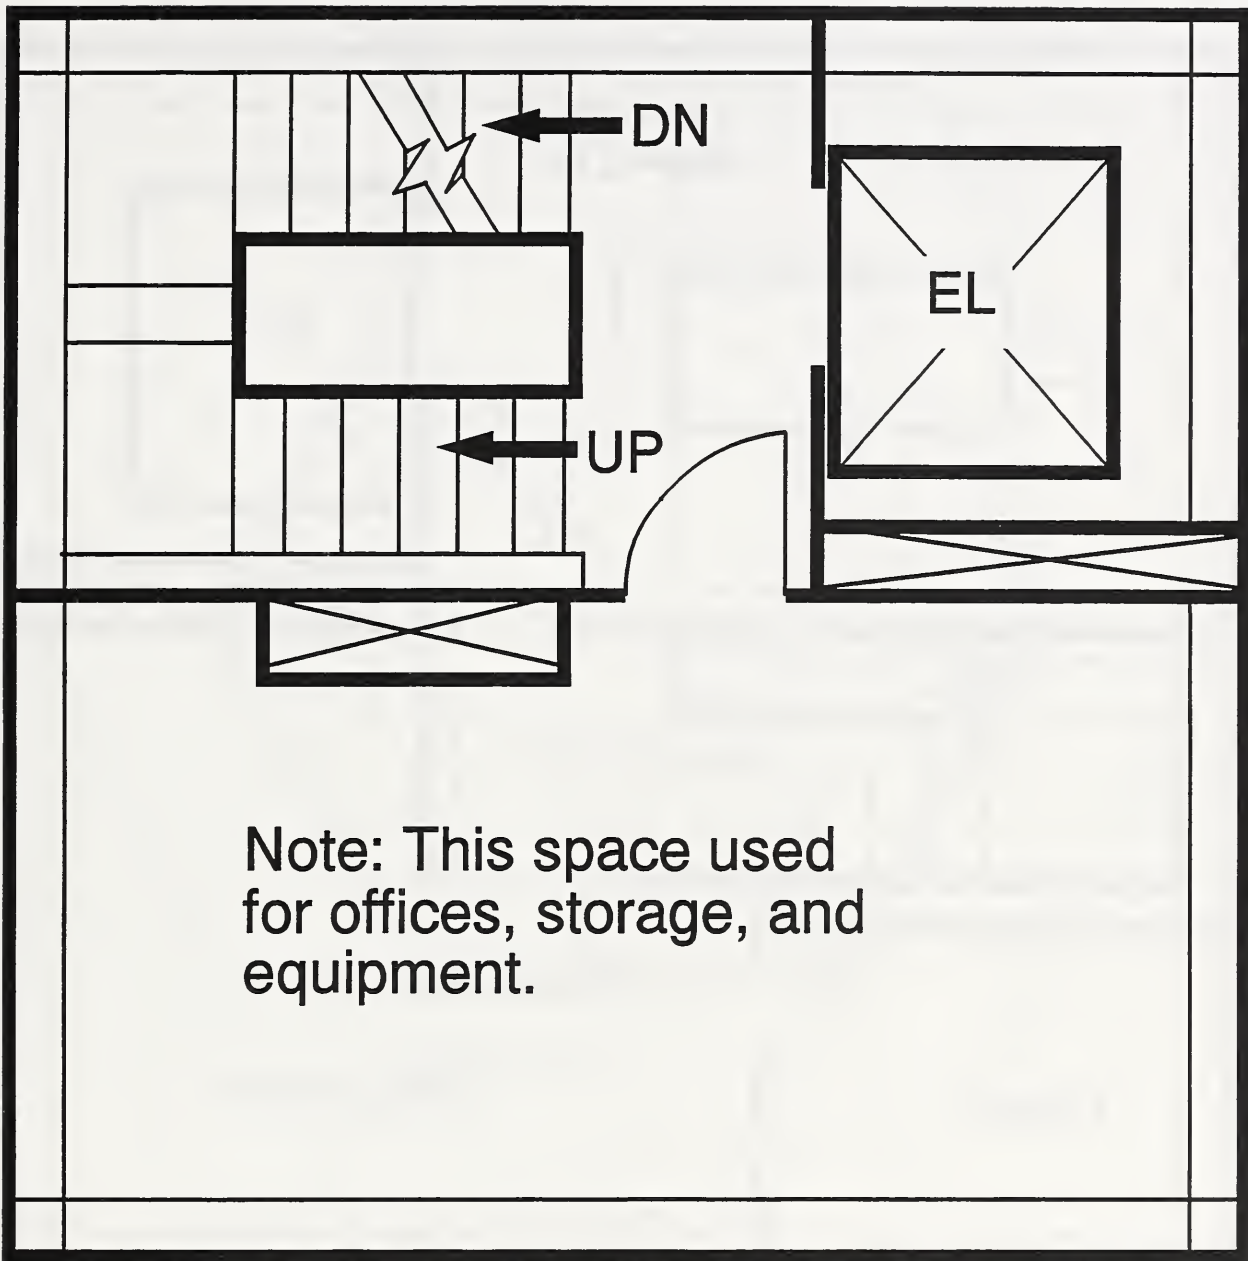 DN
EL
UP
Note: This space used
for offices, storage, and
equipment.